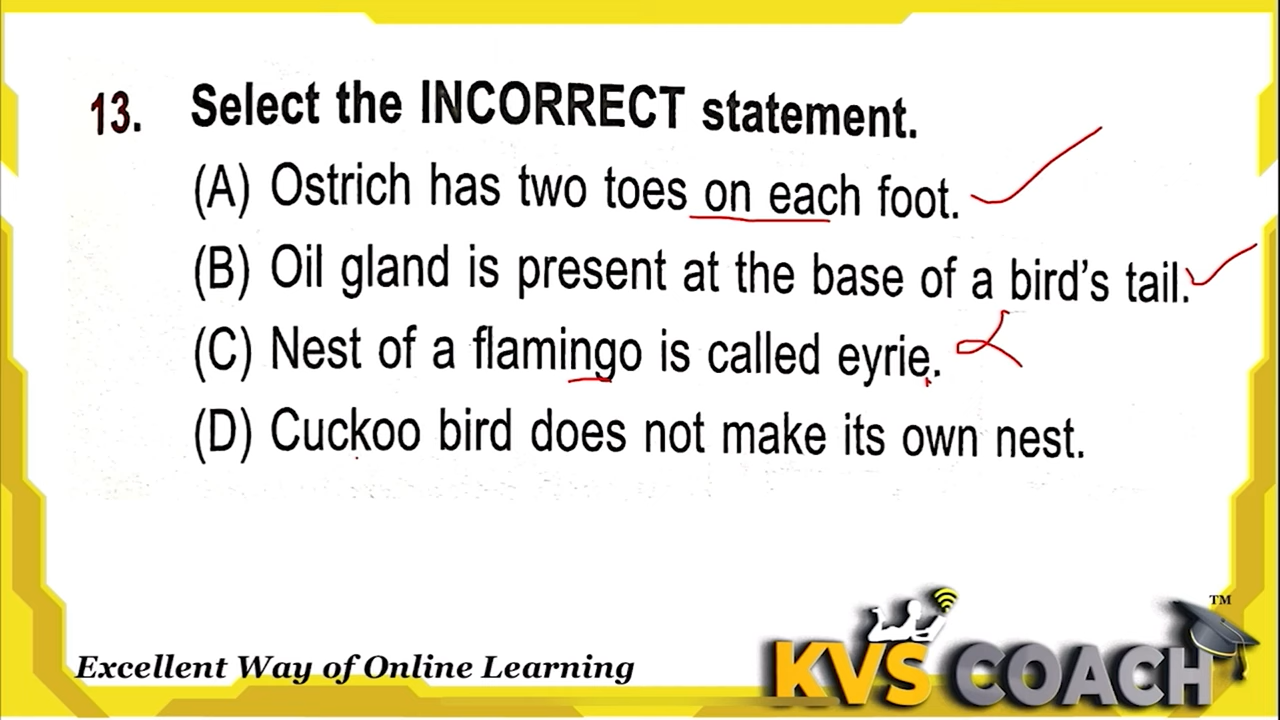 13. Select the INCORRECT statement.
(A) Ostrich has two toes on each foot.
(B) Oil gland is present at the base of a bird's tail.
(C) Nest of a flamingo is called eyrie.
(D) Cuckoo bird does not make its own nest.
Excellent Way of Online Learning
KVS COACH TM